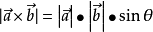 |a⃗ × b⃗| = |a⃗| • |b⃗| • sin θ